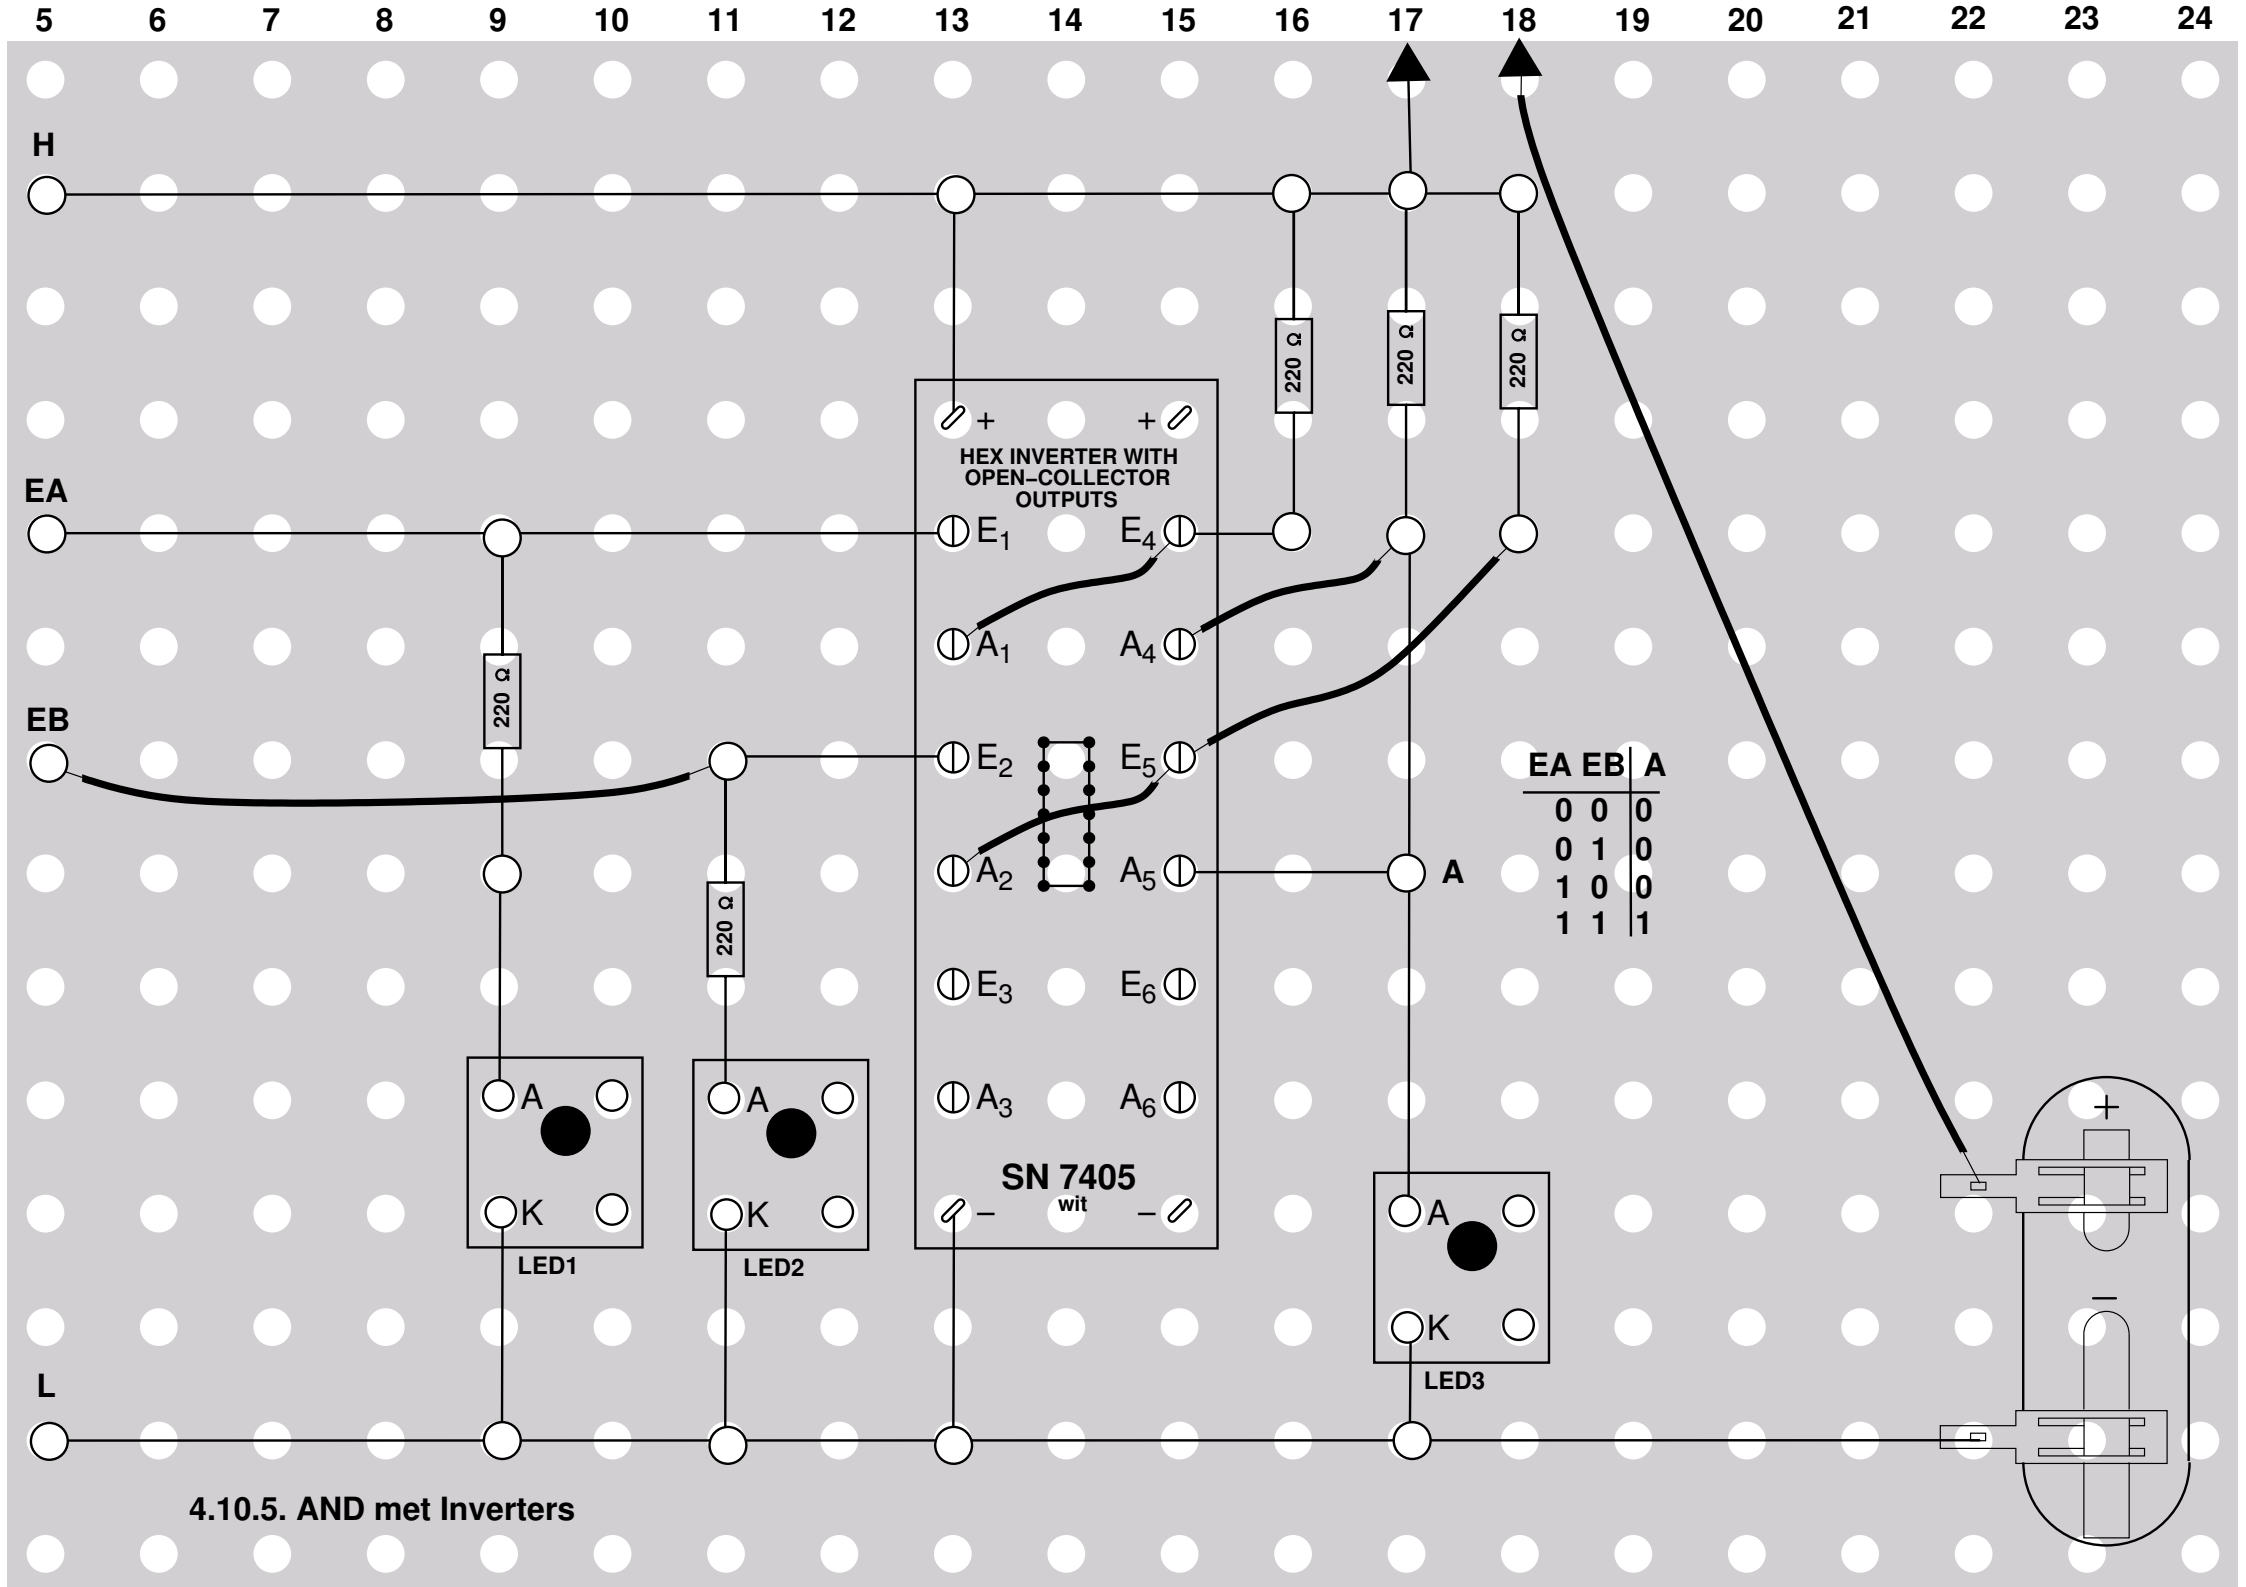 5 6 7 8 9 10 11 12 13 14 15 16 17 18 19 20 21 22 23 24
H
220 Ω
220 Ω
220 Ω
+ +
HEX INVERTER WITH
OPEN–COLLECTOR
OUTPUTS
EA
E1 E4
A1 A4
220 Ω
EB
E2 E5
EA EB A
0 0 0
0 1 0
1 0 0
1 1 1
A2 A5 A
220 Ω
E3 E6
A A A3 A6 +
SN 7405
wit
K K – – A
LED1 LED2
–
K
LED3
L
4.10.5. AND met Inverters